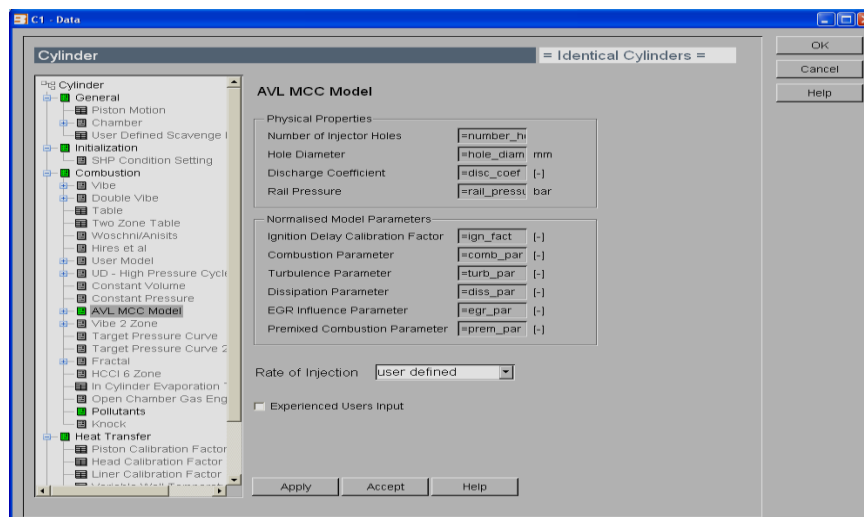 C1 - Data
Cylinder
= Identical Cylinders =
OK
Cancel
Help
Cylinder
General
Piston Motion
Chamber
User Defined Scavenge
Initialization
SHP Condition Setting
Combustion
Vibe
Double Vibe
Table
Two Zone Table
Woschni/Anisits
Hires et al
User Model
UD - High Pressure Cycle
Constant Volume
Constant Pressure
AVL MCC Model
Vibe 2 Zone
Target Pressure Curve
Target Pressure Curve 2
Fractal
HCCI 6 Zone
In Cylinder Evaporation
Open Chamber Gas Eng
Pollutants
Knock
Heat Transfer
Piston Calibration Factor
Head Calibration Factor
Liner Calibration Factor
AVL MCC Model
Physical Properties
Number of Injector Holes =number_h
Hole Diameter =hole_diam mm
Discharge Coefficient =disc_coef [-]
Rail Pressure =rail_pressu bar
Normalised Model Parameters
Ignition Delay Calibration Factor =ign_fact [-]
Combustion Parameter =comb_par [-]
Turbulence Parameter =turb_par [-]
Dissipation Parameter =diss_par [-]
EGR Influence Parameter =egr_par [-]
Premixed Combustion Parameter =prem_par [-]
Rate of Injection user defined
Experienced Users Input
Apply Accept Help